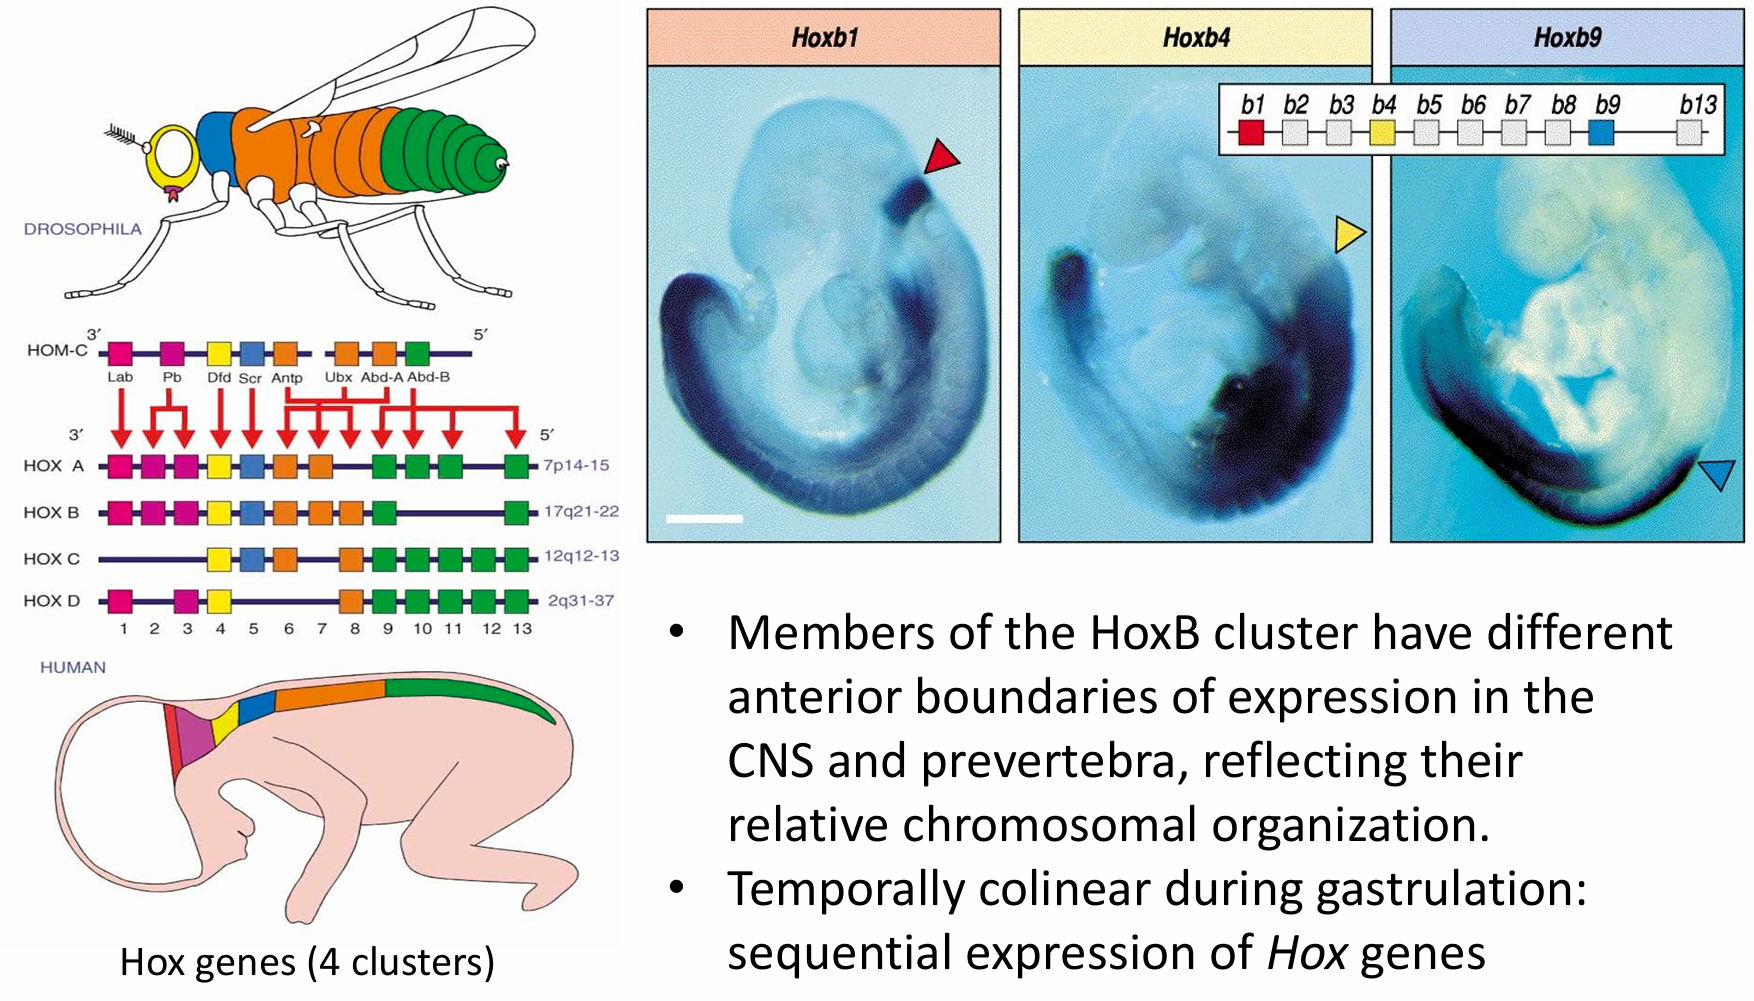 DROSOPHILA
3′ 5′
HOM-C
Lab Pb Dfd Scr Antp Ubx Abd-A Abd-B
3′ 5′
HOX A 7p14-15
HOX B 17q21-22
HOX C 12q12-13
HOX D 2q31-37
1 2 3 4 5 6 7 8 9 10 11 12 13
HUMAN
Hox genes (4 clusters)
Hoxb1 Hoxb4 Hoxb9
b1 b2 b3 b4 b5 b6 b7 b8 b9 b13
• Members of the HoxB cluster have different
anterior boundaries of expression in the
CNS and prevertebra, reflecting their
relative chromosomal organization.
• Temporally colinear during gastrulation:
sequential expression of Hox genes